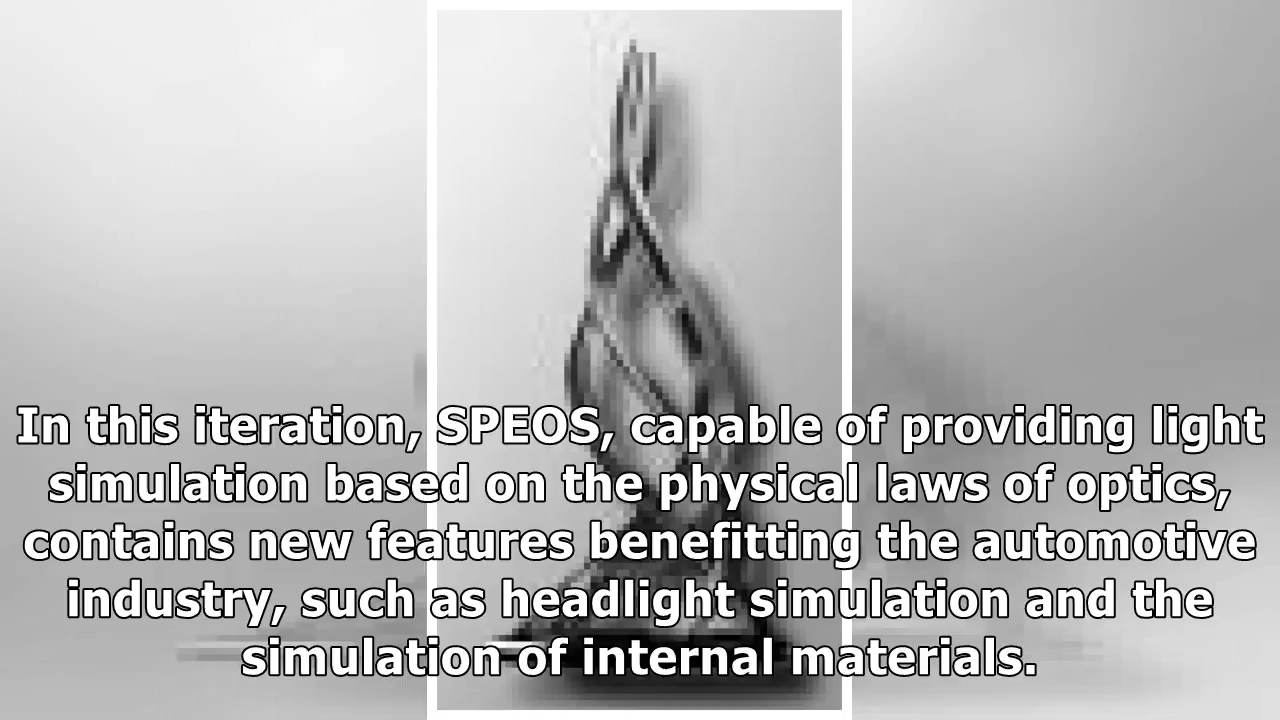 In this iteration, SPEOS, capable of providing light
simulation based on the physical laws of optics,
contains new features benefitting the automotive
industry, such as headlight simulation and the
simulation of internal materials.